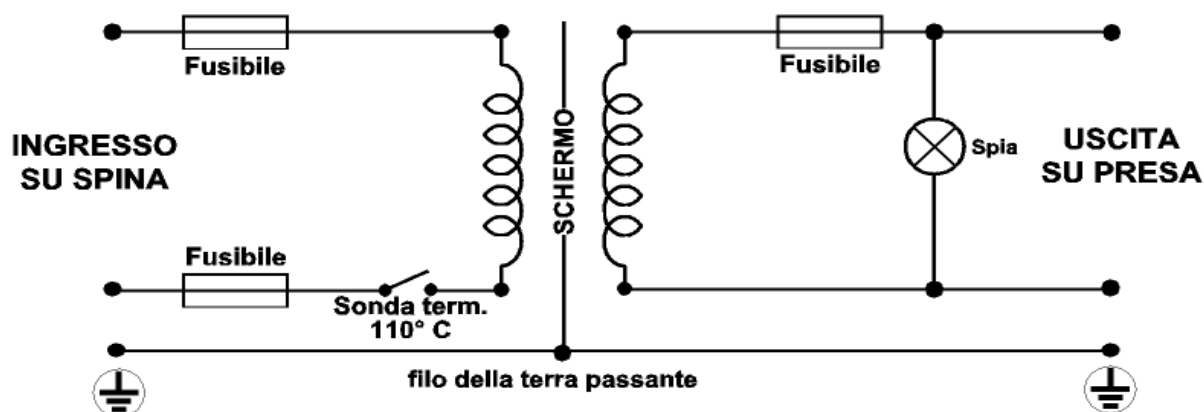 Fusibile
Fusibile
INGRESSO
SU SPINA
SCHERMO
Spia
USCITA
SU PRESA
Fusibile
Sonda term.
110° C
filo della terra passante